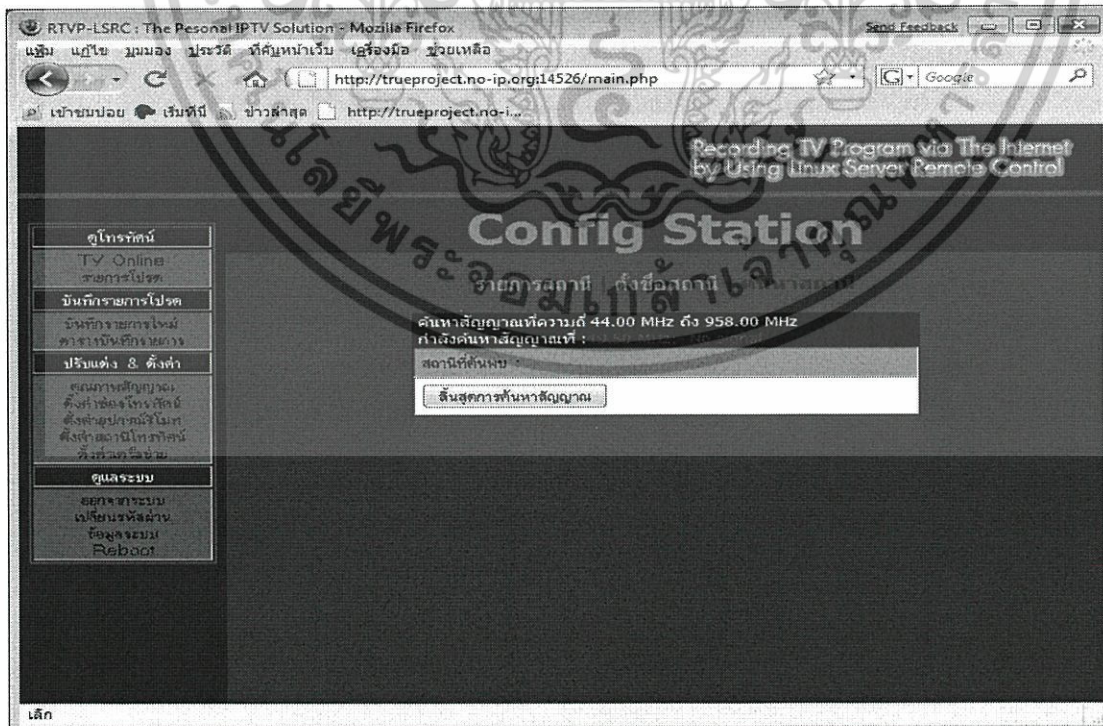 RTVP-LSRC : The Pesonal IPTV Solution - Mozilla Firefox
Send Feedback
แฟ้ม แก้ไข มุมมอง ประวัติ ที่คั่นหน้าเว็บ เครื่องมือ ช่วยเหลือ
http://trueproject.no-ip.org:14526/main.php
Google
เข้าชมบ่อย เริ่มที่นี่ ข่าวล่าสุด http://trueproject.no-i...
Recording TV Program via The Internet
by Using Linux Server Remote Control
Config Station
รายการสถานี | ตั้งชื่อสถานี | ค้นหาสถานี
ดูโทรทัศน์
TV Online
รายการโปรด
บันทึกรายการโปรด
บันทึกรายการใหม่
ตารางบันทึกรายการ
ปรับแต่ง & ตั้งค่า
คุณภาพสัญญาณ
ตั้งค่าช่องโทรทัศน์
ตั้งค่าอุปกรณ์รีโมท
ตั้งค่าสถานีโทรทัศน์
ตั้งค่าเครือข่าย
ดูแลระบบ
ออกจากระบบ
เปลี่ยนรหัสผ่าน
ข้อมูลระบบ
Reboot
ค้นหาสัญญาณที่ความถี่ 44.00 MHz ถึง 958.00 MHz
กำลังค้นหาสัญญาณที่ :
สถานีที่ค้นพบ :
สิ้นสุดการค้นหาสัญญาณ
เสร็จ